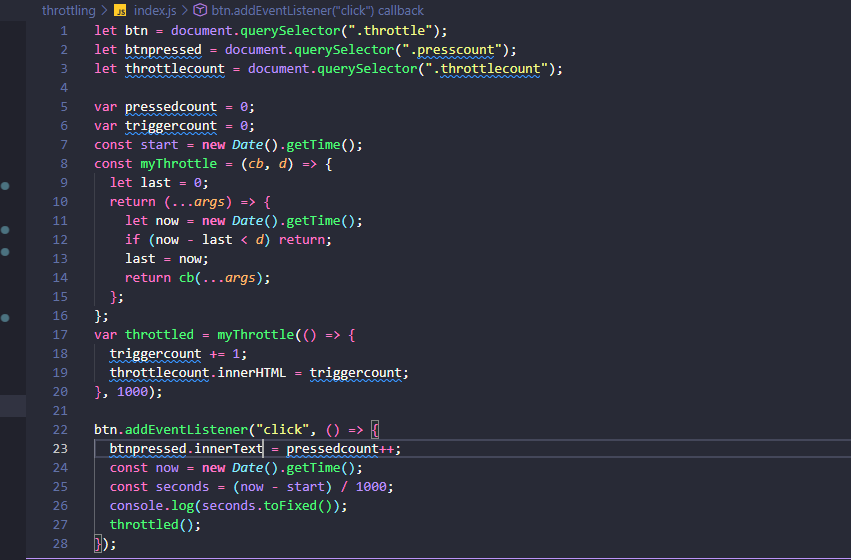 throttling > JS index.js > btn.addEventListener("click") callback
1 let btn = document.querySelector(".throttle");
2 let btnpressed = document.querySelector(".presscount");
3 let throttlecount = document.querySelector(".throttlecount");
4
5 var pressedcount = 0;
6 var triggercount = 0;
7 const start = new Date().getTime();
8 const myThrottle = (cb, d) => {
9   let last = 0;
10   return (...args) => {
11     let now = new Date().getTime();
12     if (now - last < d) return;
13     last = now;
14     return cb(...args);
15   };
16 };
17 var throttled = myThrottle(() => {
18   triggercount += 1;
19   throttlecount.innerHTML = triggercount;
20 }, 1000);
21
22 btn.addEventListener("click", () => {
23   btnpressed.innerText = pressedcount++;
24   const now = new Date().getTime();
25   const seconds = (now - start) / 1000;
26   console.log(seconds.toFixed());
27   throttled();
28 });